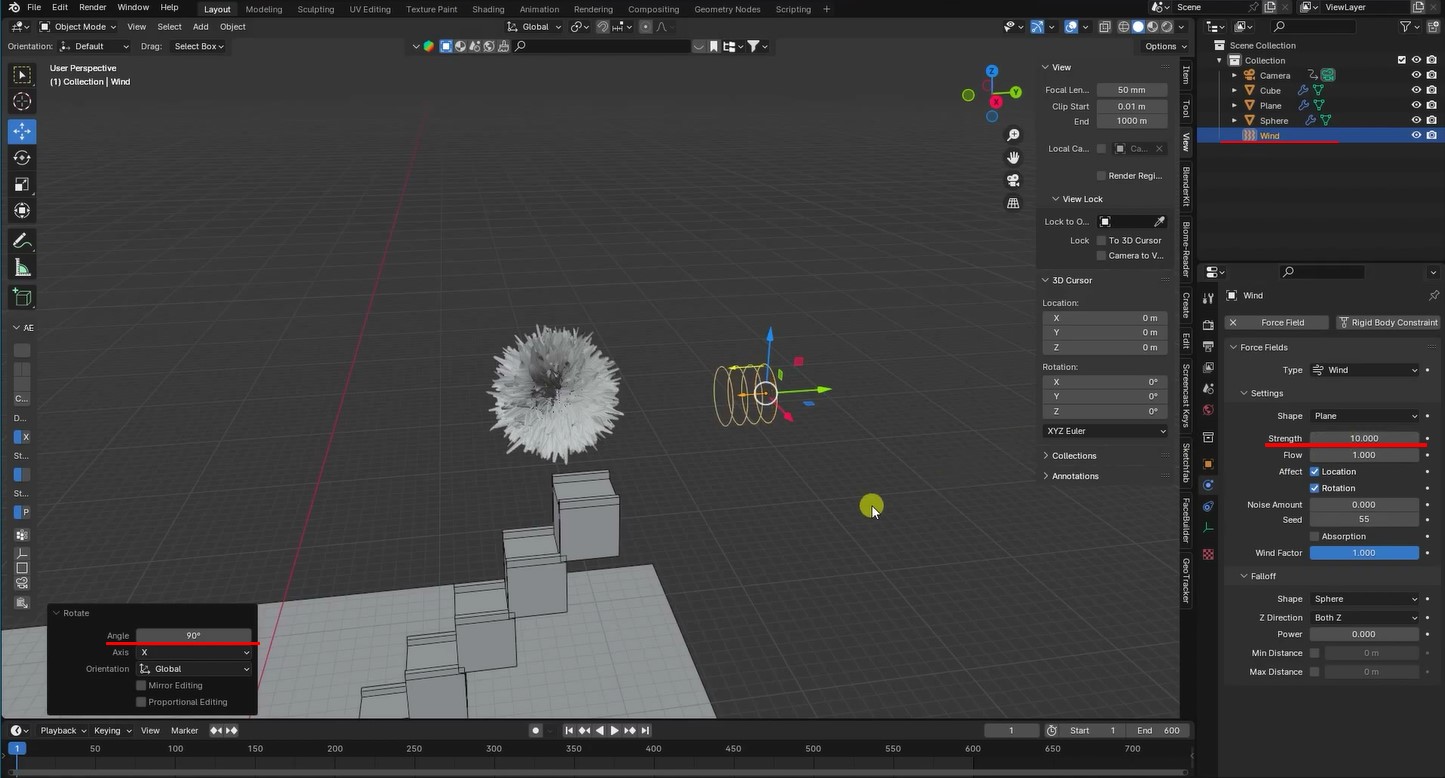 File Edit Render Window Help Layout Modeling Sculpting UV Editing Texture Paint Shading Animation Rendering Compositing Geometry Nodes Scripting + Scene ViewLayer
Object Mode View Select Add Object Global
Orientation: Default Drag: Select Box Options
User Perspective
(1) Collection | Wind
Z
Y
X
AE
C...
D...
X
St...
St...
P
View
Focal Len... 50 mm
Clip Start 0.01 m
End 1000 m
Local Ca... Ca...
Render Regi...
View Lock
Lock to O...
Lock To 3D Cursor
Camera to V...
3D Cursor
Location:
X 0 m
Y 0 m
Z 0 m
Rotation:
X 0°
Y 0°
Z 0°
XYZ Euler
Collections
Annotations
Item
Tool
View
BlenderKit
Biome-Reader
Create
Edit
Screencast Keys
Sketchfab
FaceBuilder
GeoTracker
Scene Collection
Collection
Camera
Cube
Plane
Sphere
Wind
Wind
Force Field Rigid Body Constraint
Force Fields
Type Wind
Settings
Shape Plane
Strength 10.000
Flow 1.000
Affect Location
Rotation
Noise Amount 0.000
Seed 55
Absorption
Wind Factor 1.000
Falloff
Shape Sphere
Z Direction Both Z
Power 0.000
Min Distance 0 m
Max Distance 0 m
Rotate
Angle 90°
Axis X
Orientation Global
Mirror Editing
Proportional Editing
Playback Keying View Marker 1 Start 1 End 600
1 50 100 150 200 250 300 350 400 450 500 550 600 650 700